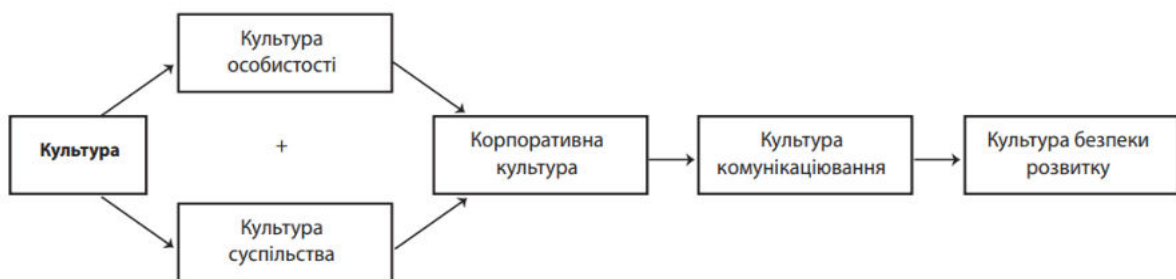 Культура
особистості
Культура
+
Корпоративна
культура
Культура
комунікаціювання
Культура безпеки
розвитку
Культура
суспільства